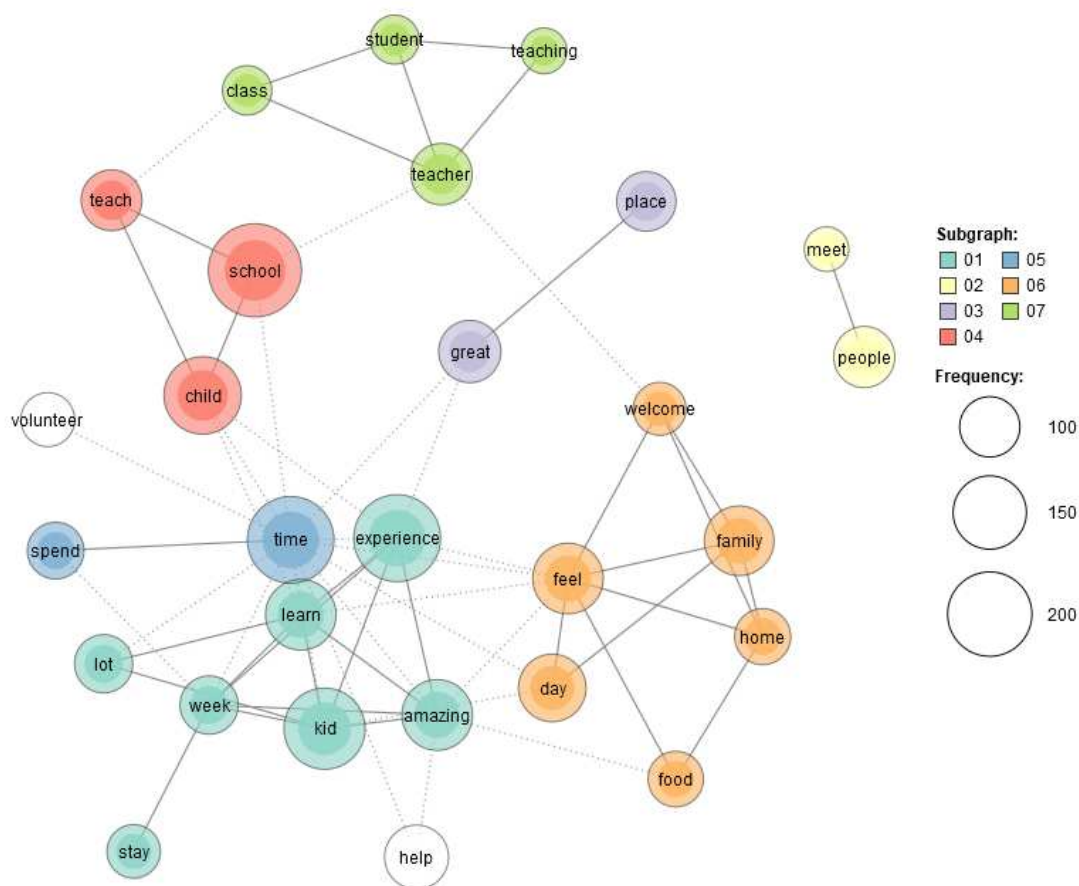 student
teaching
class
teacher
teach
place
school
meet
great
people
child
welcome
volunteer
time
experience
family
spend
feel
learn
home
lot
day
week
kid
amazing
food
stay
help
Subgraph:
01 05
02 06
03 07
04
Frequency:
100
150
200